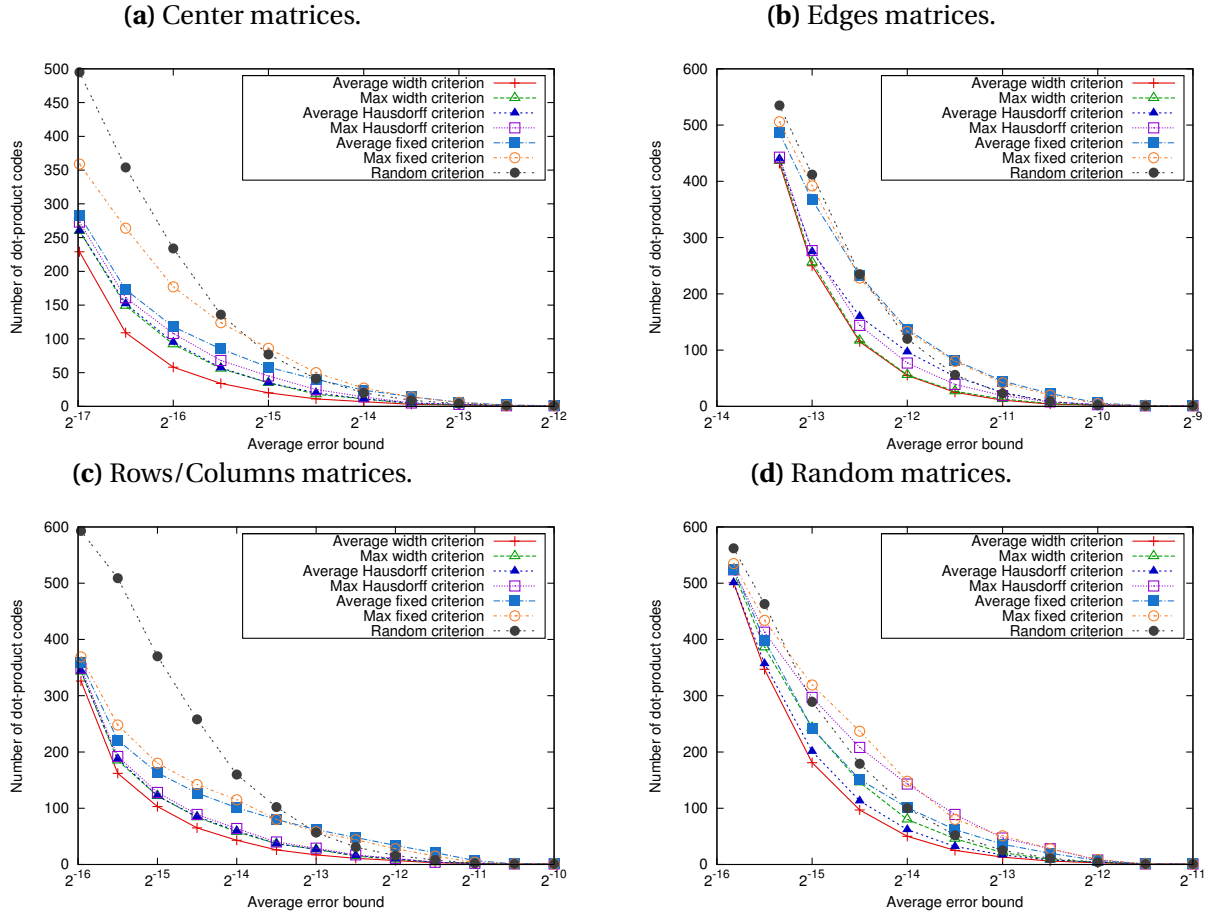 (a) Center matrices.
500
450
400
350
300
250
200
150
100
50
0
Number of dot-product codes
Average width criterion
Max width criterion
Average Hausdorff criterion
Max Hausdorff criterion
Average fixed criterion
Max fixed criterion
Random criterion
2^-17 2^-16 2^-15 2^-14 2^-13 2^-12
Average error bound
(b) Edges matrices.
600
500
400
300
200
100
0
Number of dot-product codes
Average width criterion
Max width criterion
Average Hausdorff criterion
Max Hausdorff criterion
Average fixed criterion
Max fixed criterion
Random criterion
2^-14 2^-13 2^-12 2^-11 2^-10 2^-9
Average error bound
(c) Rows/Columns matrices.
600
500
400
300
200
100
0
Number of dot-product codes
Average width criterion
Max width criterion
Average Hausdorff criterion
Max Hausdorff criterion
Average fixed criterion
Max fixed criterion
Random criterion
2^-16 2^-15 2^-14 2^-13 2^-12 2^-11 2^-10
Average error bound
(d) Random matrices.
600
500
400
300
200
100
0
Number of dot-product codes
Average width criterion
Max width criterion
Average Hausdorff criterion
Max Hausdorff criterion
Average fixed criterion
Max fixed criterion
Random criterion
2^-16 2^-15 2^-14 2^-13 2^-12 2^-11
Average error bound